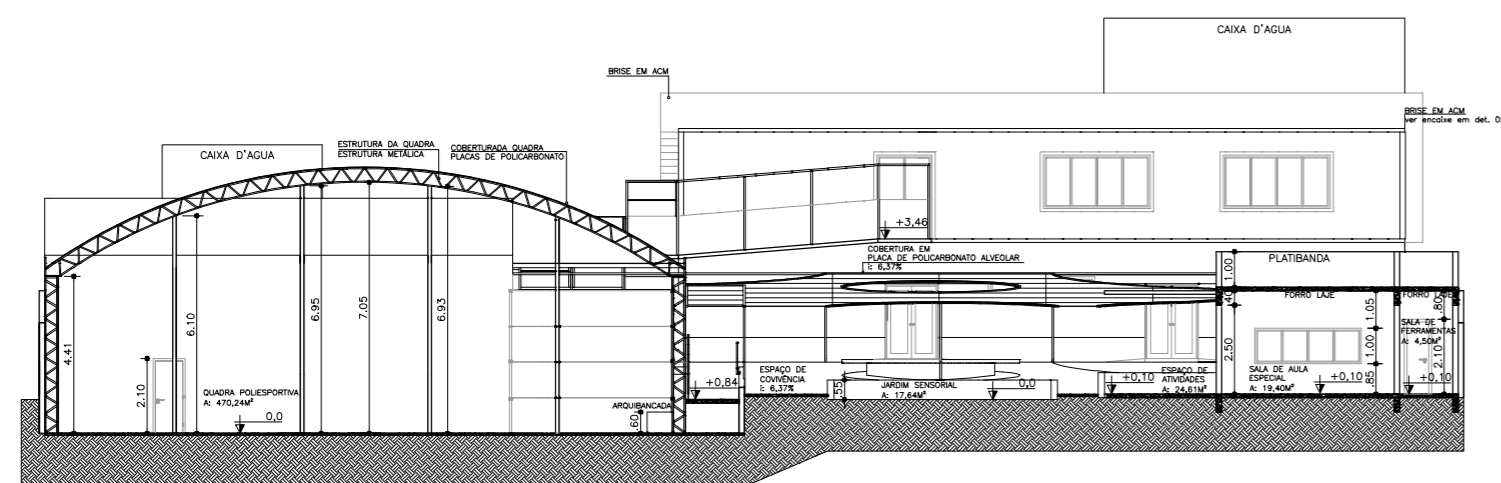 CAIXA D'AGUA
BRISE EM ACM
BRISE EM ACM
ver encaixe em det. 0
ESTRUTURA DA QUADRA
ESTRUTURA METÁLICA
COBERTURADA QUADRA
PLACAS DE POLICARBONATO
CAIXA D'AGUA
+3,46
COBERTURA EM
PLACA DE POLICARBONATO ALVEOLAR
i: 6,37%
PLATIBANDA
1.00
.40
FORRO LAJE
FORRO LAJE
4.41
2.10
6.10
6.95
7.05
6.93
2.50
1.05
1.00
.85
.80
2.10
SALA DE
FERRAMENTAS
A: 4,50M²
QUADRA POLIESPORTIVA
A: 470,24M²
0,0
ARQUIBANCADA
.60
+0,84
ESPAÇO DE
COVIVÊNCIA
i: 6,37%
.55
JARDIM SENSORIAL
A: 17,64M²
0,0
+0,10
ESPAÇO DE
ATIVIDADES
A: 24,61M²
SALA DE AULA
ESPECIAL
A: 19,40M²
+0,10
+0,10